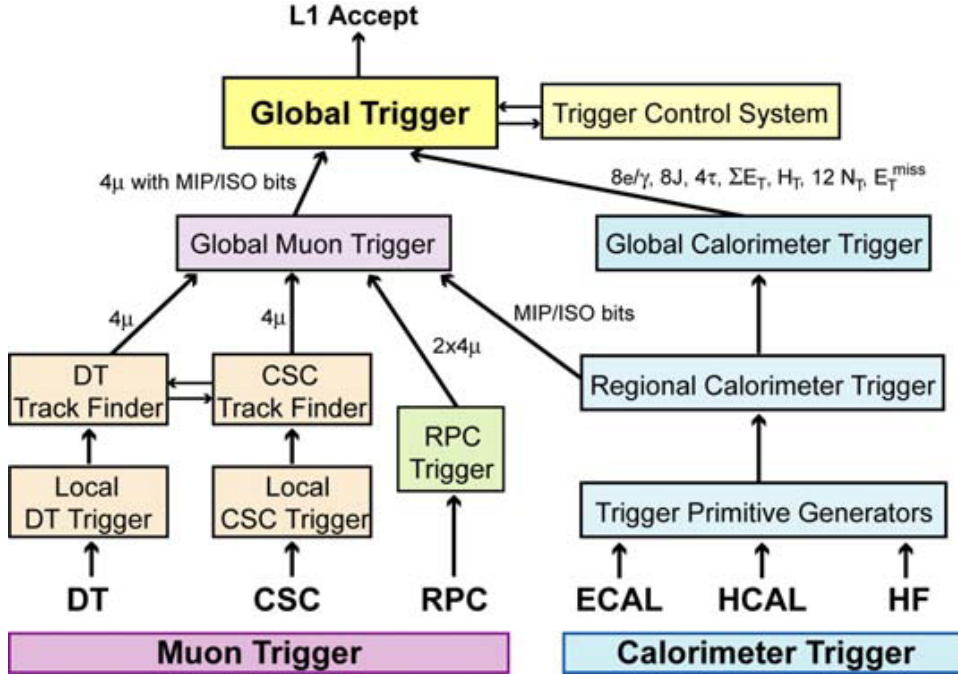 L1 Accept
Global Trigger
Trigger Control System
4μ with MIP/ISO bits
8e/γ, 8J, 4τ, ΣE_T, H_T, 12 N_T, E_T^miss
Global Muon Trigger
Global Calorimeter Trigger
4μ
4μ
2x4μ
MIP/ISO bits
DT
Track Finder
CSC
Track Finder
Regional Calorimeter Trigger
RPC
Trigger
Local
DT Trigger
Local
CSC Trigger
Trigger Primitive Generators
DT
CSC
RPC
ECAL
HCAL
HF
Muon Trigger
Calorimeter Trigger